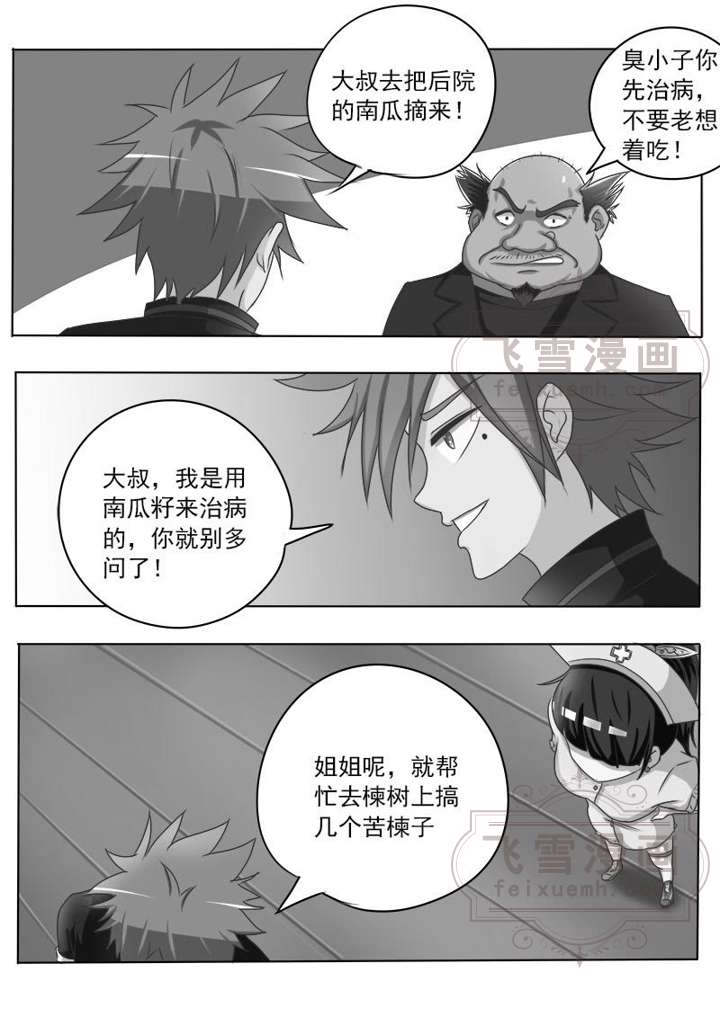 大叔去把后院
的南瓜摘来！
臭小子你
先治病，
不要老想
着吃！
飞雪漫画
feixuemh.com
大叔，我是用
南瓜籽来治病
的，你就别多
问了！
姐姐呢，就帮
忙去楝树上搞
几个苦楝子
飞雪漫画
feixuemh.com